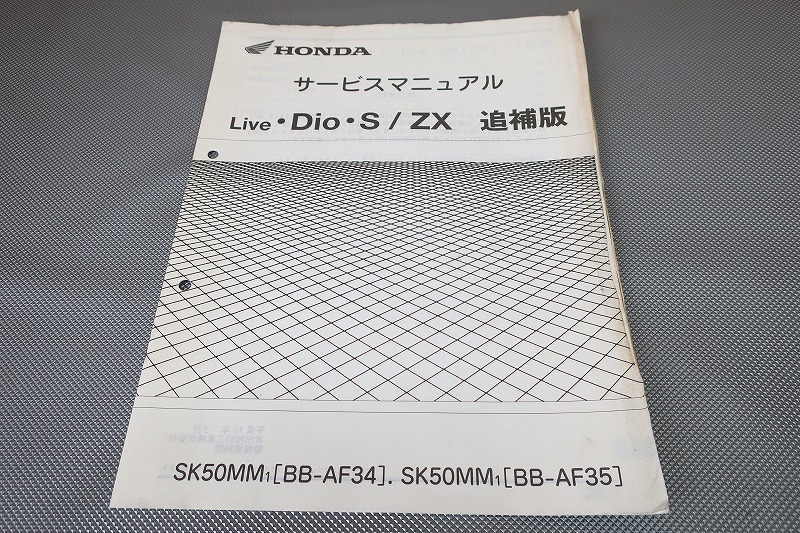 HONDA
サービスマニュアル
Live・Dio・S / ZX 追補版
SK50MM₁[BB-AF34]. SK50MM₁[BB-AF35]